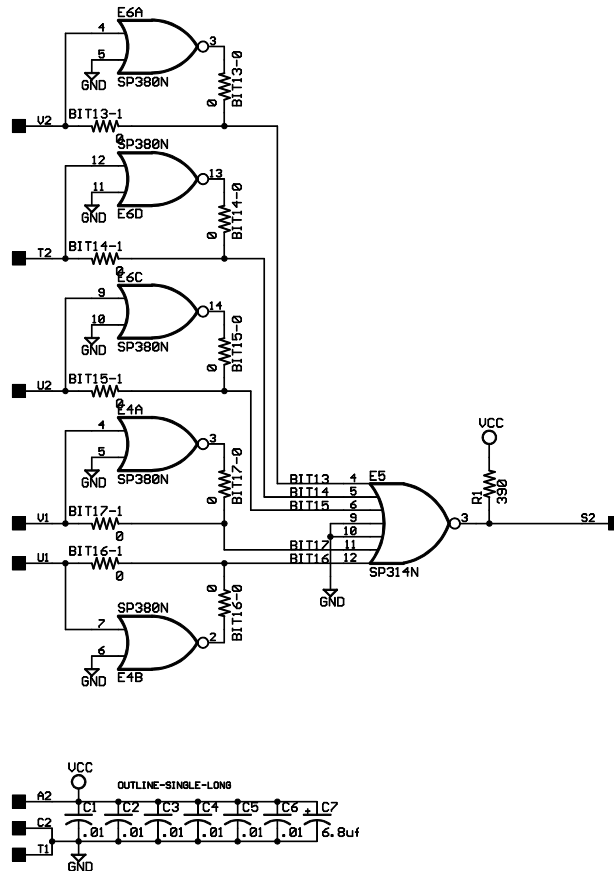 E6A
4
3
5
SP380N
GND
0
BIT13-0
V2
BIT13-1
0
SP380N
12
13
11
E6D
GND
0
BIT14-0
T2
BIT14-1
0
E6C
9
14
10
SP380N
GND
0
BIT15-0
U2
BIT15-1
0
E4A
4
3
5
SP380N
GND
0
BIT17-0
V1
BIT17-1
0
U1
BIT16-1
0
SP380N
7
2
6
E4B
GND
0
BIT16-0
VCC
R1
390
E5
BIT13 4
BIT14 5
BIT15 6
9
10
BIT17 11
BIT16 12
3
SP314N
GND
S2
VCC
OUTLINE-SINGLE-LONG
A2
C1 C2 C3 C4 C5 C6 + C7
C2
.01 .01 .01 .01 .01 .01 6.8uf
T1
GND